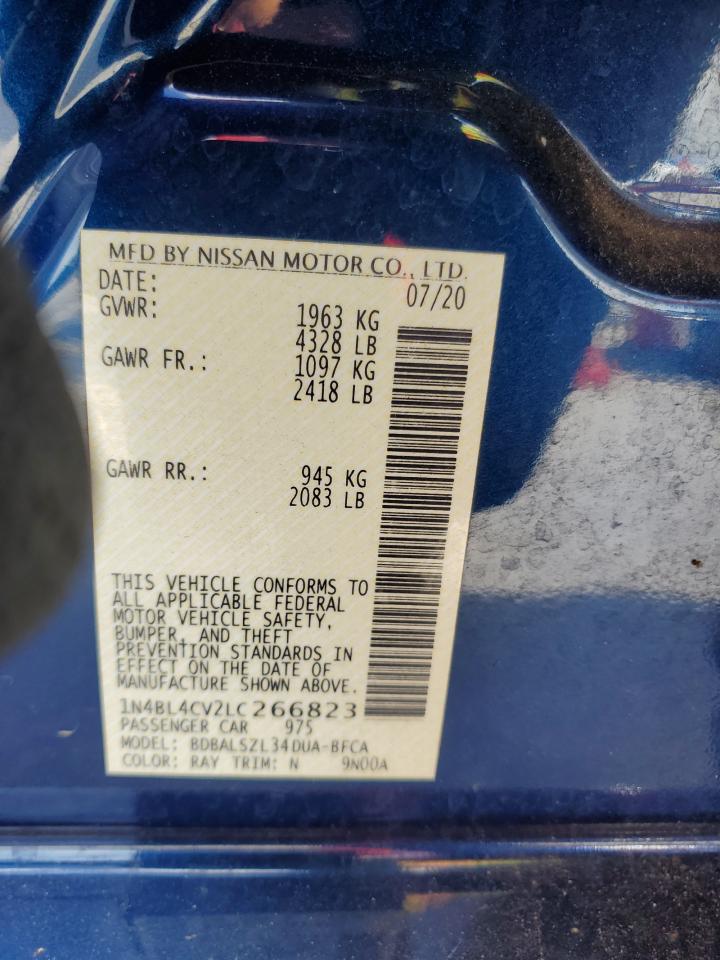 MFD BY NISSAN MOTOR CO., LTD.
DATE: 07/20
GVWR: 1963 KG
4328 LB
GAWR FR.: 1097 KG
2418 LB
GAWR RR.: 945 KG
2083 LB
THIS VEHICLE CONFORMS TO
ALL APPLICABLE FEDERAL
MOTOR VEHICLE SAFETY,
BUMPER, AND THEFT
PREVENTION STANDARDS IN
EFFECT ON THE DATE OF
MANUFACTURE SHOWN ABOVE.
1N4BL4CV2LC266823
PASSENGER CAR 975
MODEL: BDBALSZL34DUA-BFCA
COLOR: RAY TRIM: N 9N00A